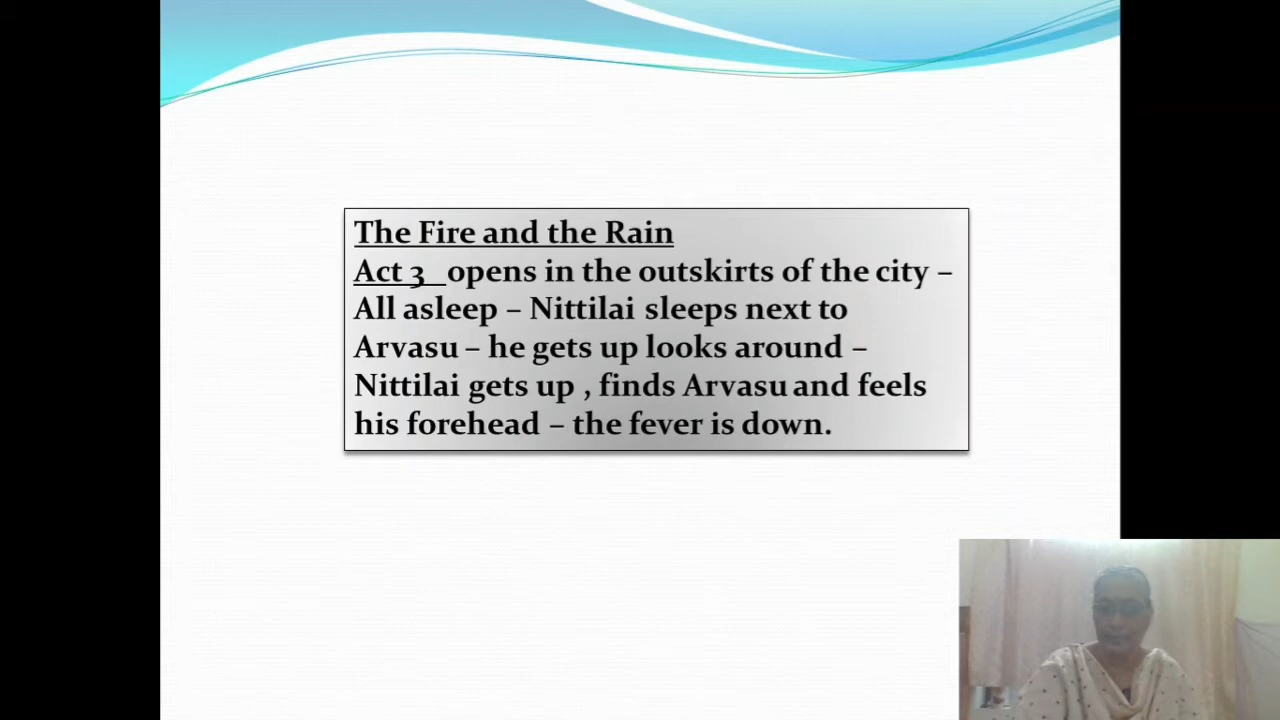 The Fire and the Rain
Act 3 opens in the outskirts of the city –
All asleep – Nittilai sleeps next to
Arvasu – he gets up looks around –
Nittilai gets up , finds Arvasu and feels
his forehead – the fever is down.